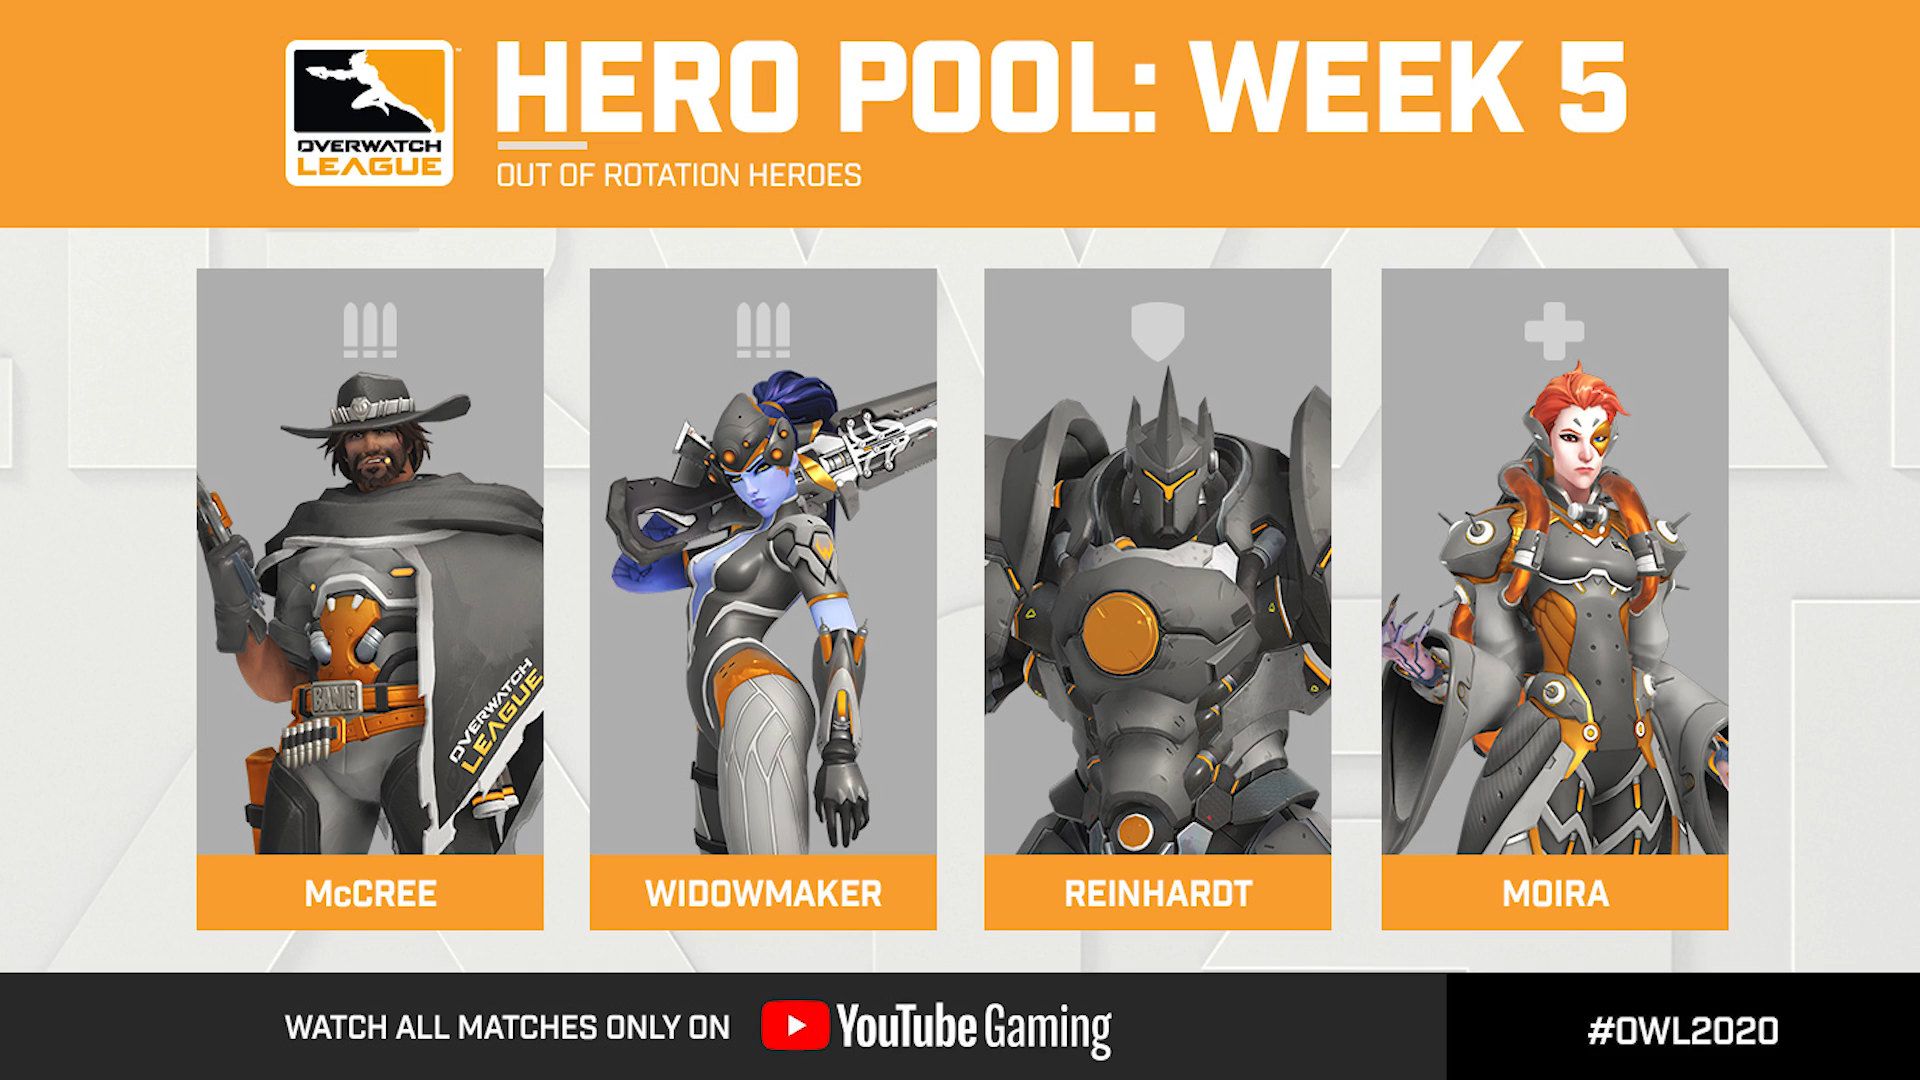 OVERWATCH
LEAGUE
HERO POOL: WEEK 5
OUT OF ROTATION HEROES
BAMF
OVERWATCH
LEAGUE
McCREE
WIDOWMAKER
REINHARDT
MOIRA
WATCH ALL MATCHES ONLY ON
YouTube Gaming
#OWL2020